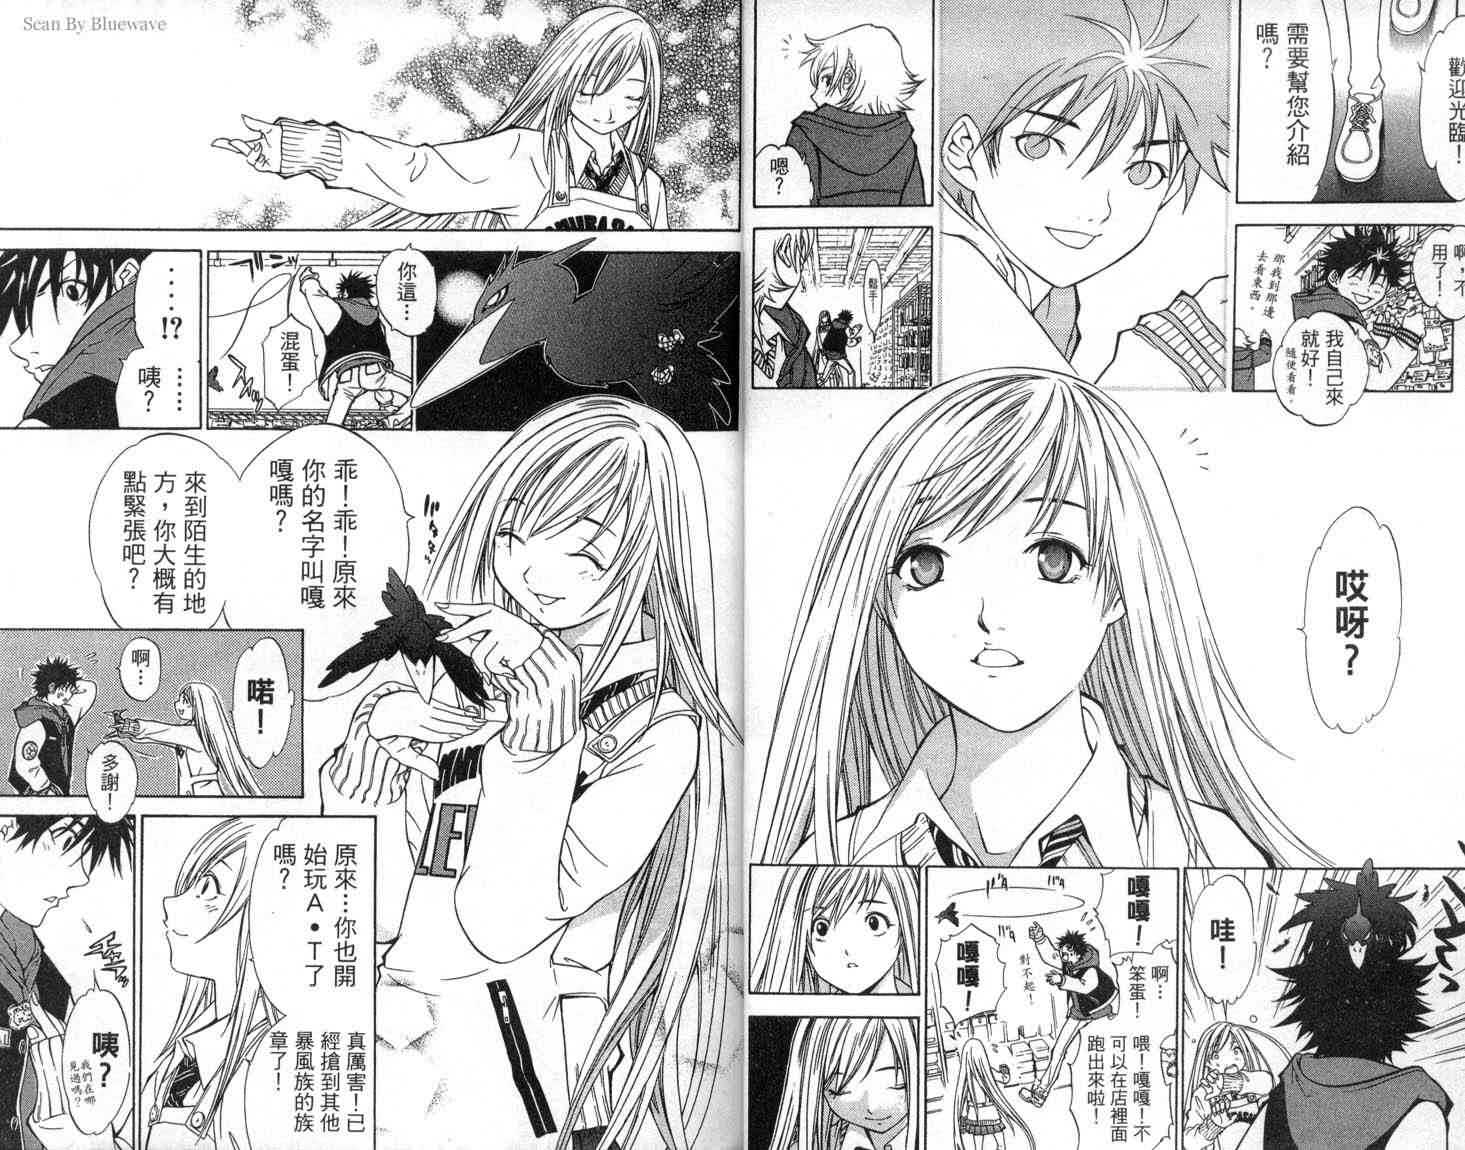 Scan By Bluewave
歡迎光臨！
需要幫您介紹
嗎？
嗯？
啊，不
用了！
我自己來
就好！
隨便看看。
那我到那邊
去看東西。
鬆手！
哎呀？
哇！
嘎嘎！
嘎嘎！
啊…
笨蛋！
對不起！
喂！嘎嘎！不
可以在店裡面
跑出來啦！
你這…
混蛋！
……!?
……
咦？
乖！乖！原來
你的名字叫嘎
嘎嗎？
來到陌生的地
方，你大概有
點緊張吧？
喏！
啊…
多謝！
原來…你也開
始玩A·T了
嗎？
真厲害！已
經搶到其他
暴風族的族
章了！
咦？
我們在哪
見過嗎？